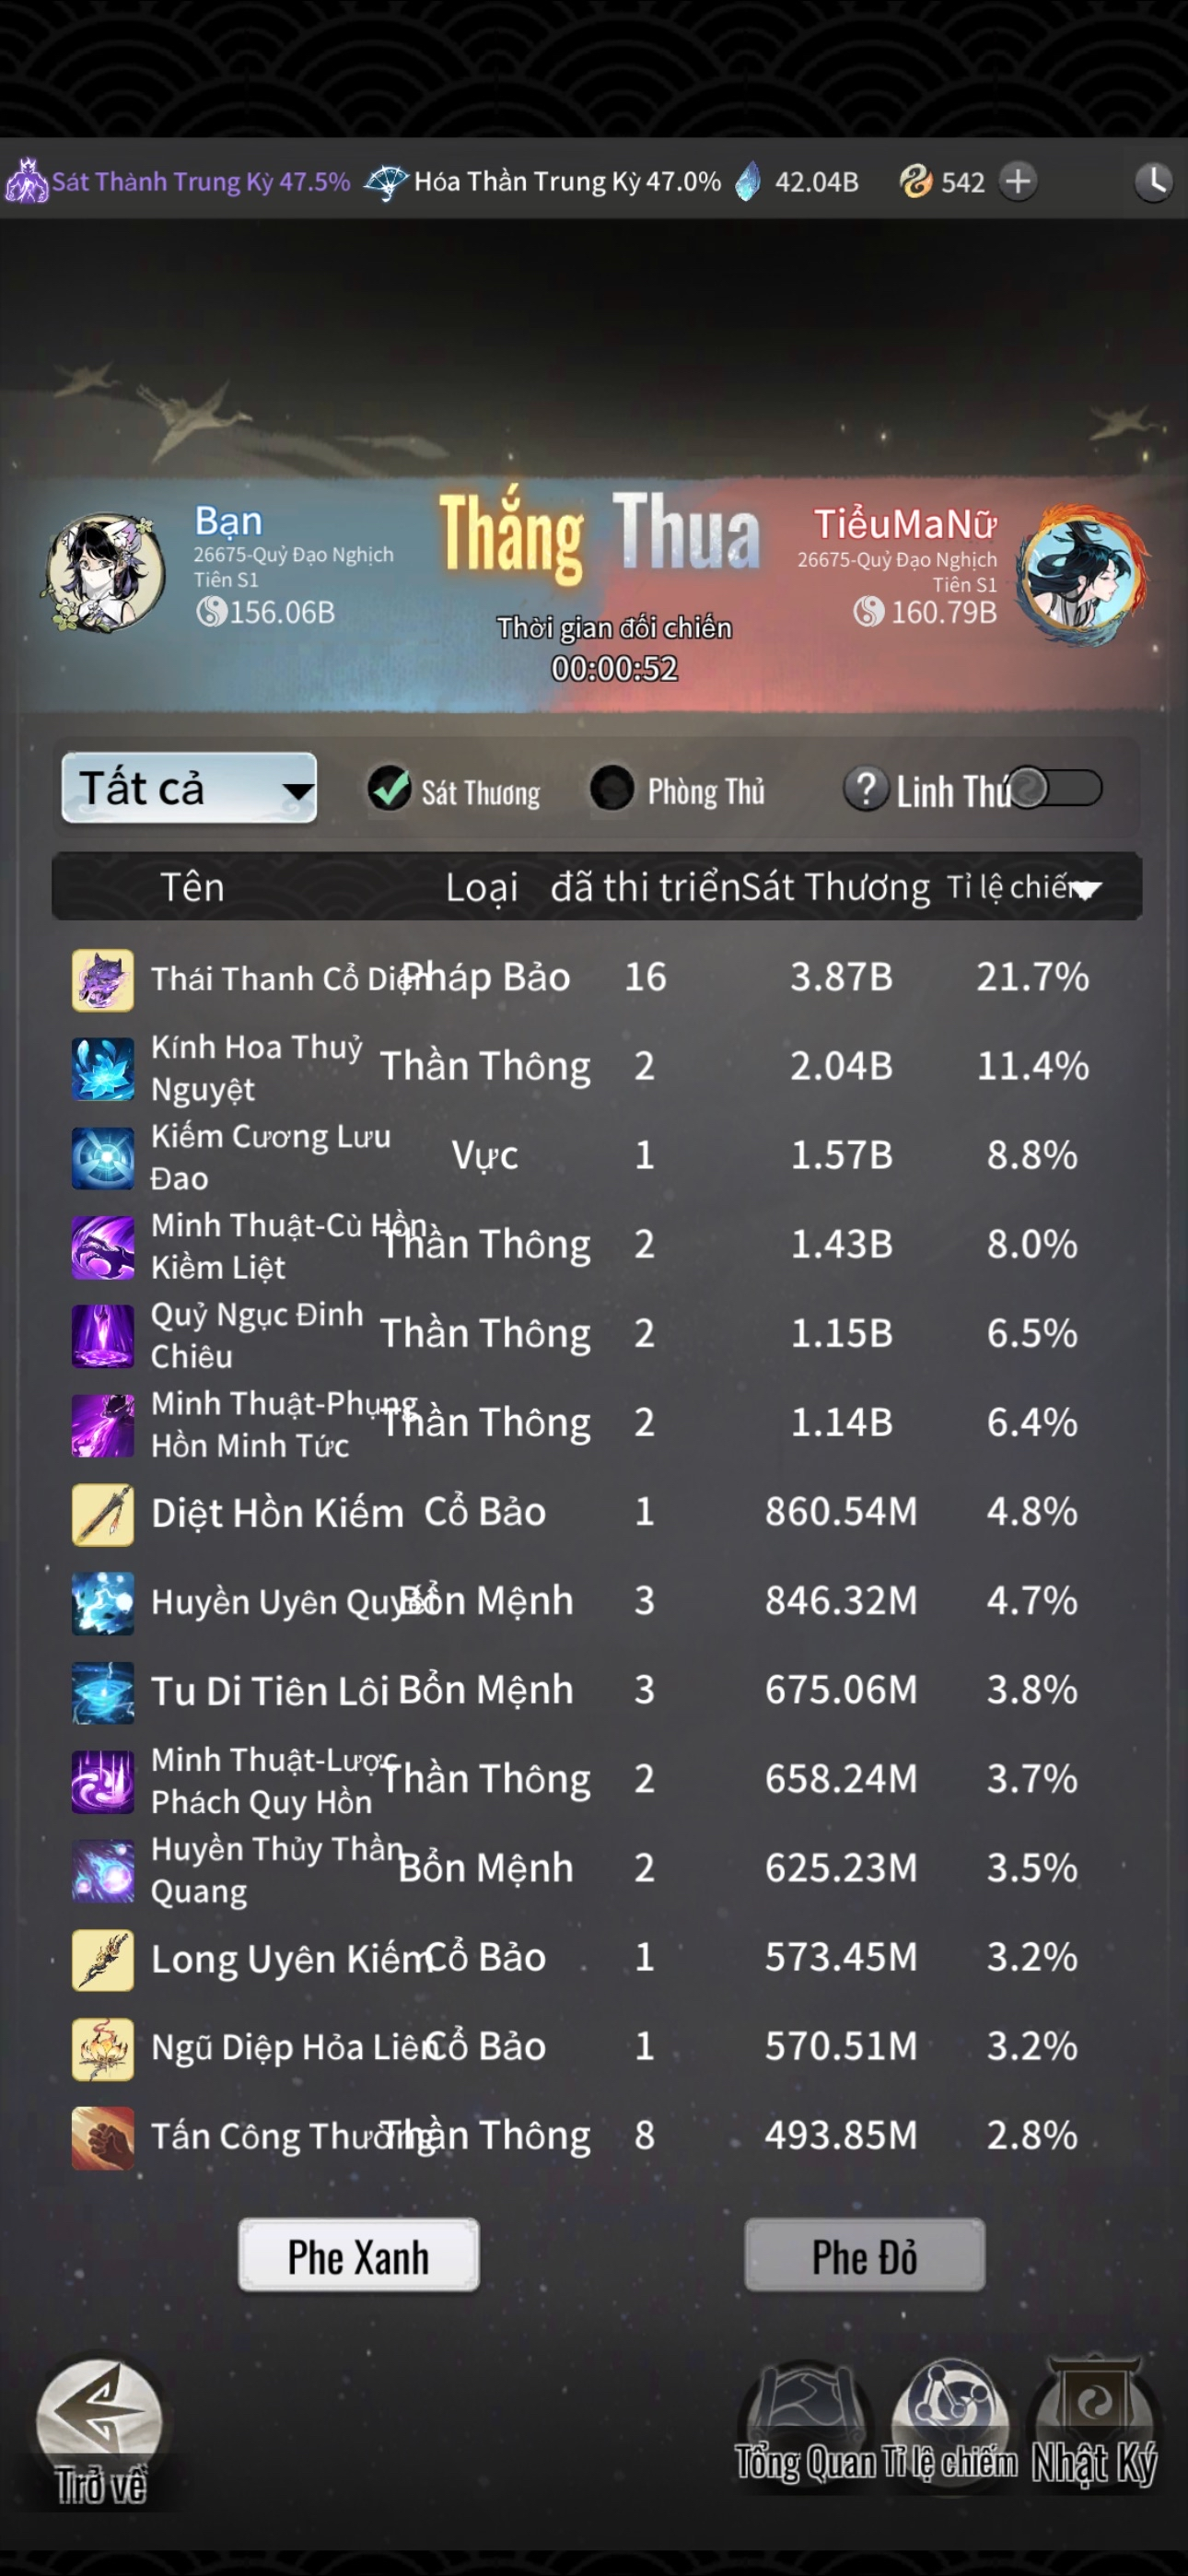 Sát Thành Trung Kỳ 47.5% Hóa Thần Trung Kỳ 47.0% 42.04B 542
Bạn
26675-Quỷ Đạo Nghịch
Tiên S1
156.06B
Thắng Thua
Thời gian đối chiến
00:00:52
TiểuMaNữ
26675-Quỷ Đạo Nghịch
Tiên S1
160.79B
Tất cả Sát Thương Phòng Thủ ? Linh Thú
Tên Loại đã thi triển Sát Thương Tỉ lệ chiếm
Thái Thanh Cổ Diện Pháp Bảo 16 3.87B 21.7%
Kính Hoa Thuỷ
Nguyệt
Thần Thông 2 2.04B 11.4%
Kiếm Cương Lưu
Đao
Vực 1 1.57B 8.8%
Minh Thuật-Cù Hồn
Kiềm Liệt
Thần Thông 2 1.43B 8.0%
Quỷ Ngục Đinh
Chiêu
Thần Thông 2 1.15B 6.5%
Minh Thuật-Phụng
Hồn Minh Tức
Thần Thông 2 1.14B 6.4%
Diệt Hồn Kiếm Cổ Bảo 1 860.54M 4.8%
Huyền Uyên Quyết Bổn Mệnh 3 846.32M 4.7%
Tu Di Tiên Lôi Bổn Mệnh 3 675.06M 3.8%
Minh Thuật-Lược
Phách Quy Hồn
Thần Thông 2 658.24M 3.7%
Huyền Thủy Thần
Quang
Bổn Mệnh 2 625.23M 3.5%
Long Uyên Kiếm Cổ Bảo 1 573.45M 3.2%
Ngũ Diệp Hỏa Liên Cổ Bảo 1 570.51M 3.2%
Tấn Công Thường Thần Thông 8 493.85M 2.8%
Phe Xanh Phe Đỏ
Trở về Tổng Quan Tỉ lệ chiếm Nhật Ký